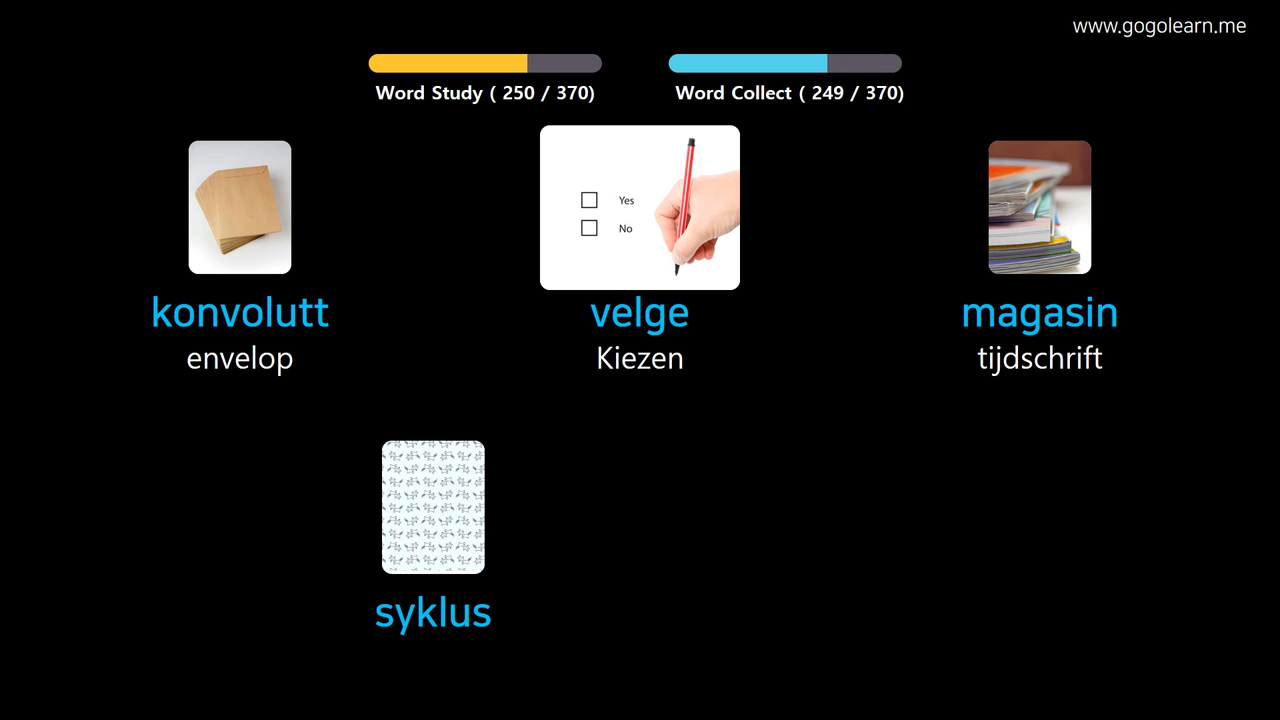 www.gogolearn.me
Word Study ( 250 / 370)
Word Collect ( 249 / 370)
Yes
No
konvolutt
velge
magasin
envelop
Kiezen
tijdschrift
syklus